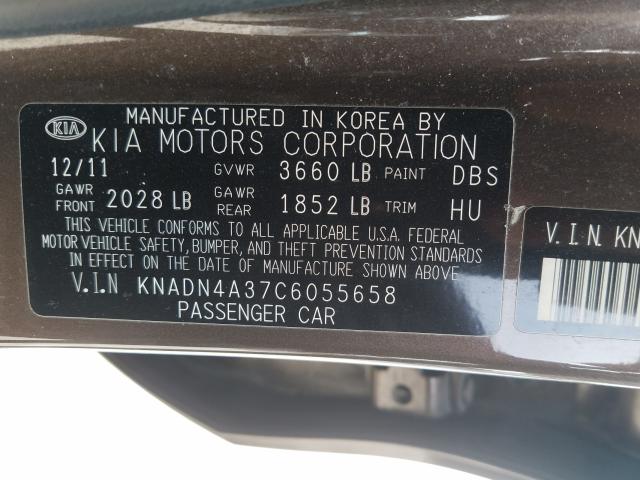 MANUFACTURED IN KOREA BY
KIA KIA MOTORS CORPORATION
12/11 GVWR 3660 LB PAINT DBS
GAWR FRONT 2028 LB GAWR REAR 1852 LB TRIM HU
THIS VEHICLE CONFORMS TO ALL APPLICABLE U.S.A. FEDERAL
MOTOR VEHICLE SAFETY, BUMPER, AND THEFT PREVENTION STANDARDS
IN EFFECT ON THE DATE OF MANUFACTURE SHOWN ABOVE
V.I.N KNADN4A37C6055658
PASSENGER CAR
V.I.N. KN